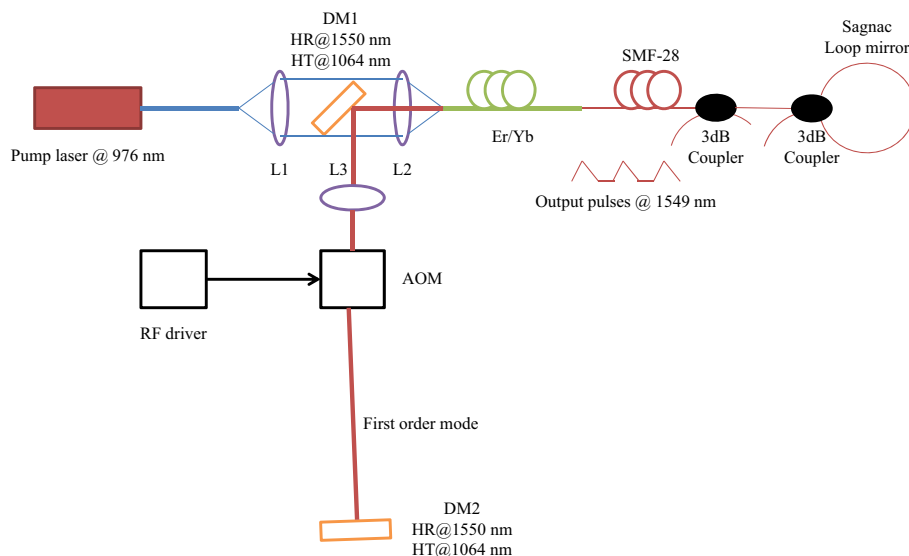 DM1
HR@1550 nm
HT@1064 nm
Sagnac
Loop mirror
SMF-28
Pump laser @ 976 nm
L1
L3
L2
Er/Yb
3dB
Coupler
3dB
Coupler
Output pulses @ 1549 nm
AOM
RF driver
First order mode
DM2
HR@1550 nm
HT@1064 nm